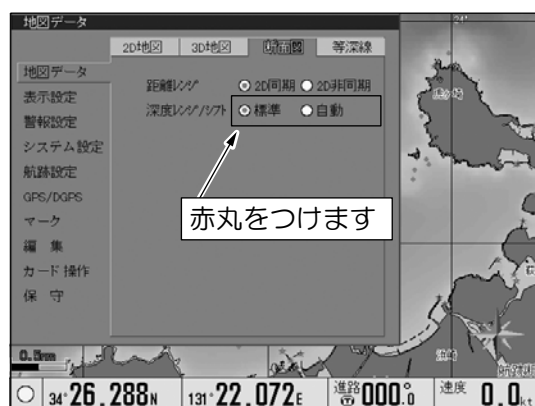 地図データ
2D地図 3D地図 断面図 等深線
地図データ
距離レンジ 2D同期 2D非同期
表示設定
深度レンジ/シフト 標準 自動
警報設定
システム設定
航跡設定
GPS/DGPS
赤丸をつけます
マーク
編 集
カード操作
保 守
0.5nm
34°26.288N 131°22.072E 進路 000.0° 速度 0.0kt